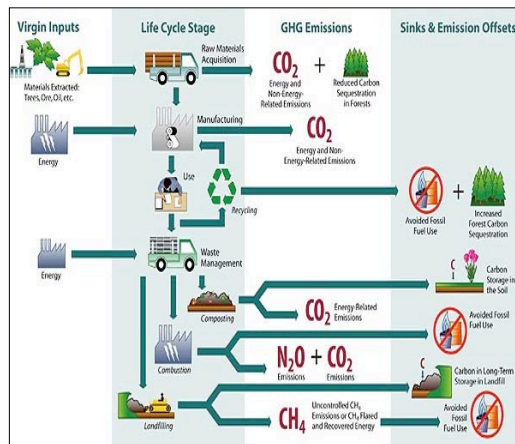 Virgin Inputs
Life Cycle Stage
GHG Emissions
Sinks & Emission Offsets
Raw Materials
Acquisition
CO2
+
Materials Extracted:
Trees, Ore, Oil, etc.
Energy and
Non-Energy-
Related Emissions
Reduced Carbon
Sequestration
in Forests
Manufacturing
CO2
Energy
Energy and Non-
Energy-Related Emissions
Use
Recycling
+
Avoided Fossil
Fuel Use
Increased
Forest Carbon
Sequestration
Energy
Waste
Management
C
Carbon
Storage in
the Soil
Composting
CO2
Energy-Related
Emissions
Avoided Fossil
Fuel Use
Combustion
N2O + CO2
Emissions
Emissions
C
Carbon in Long-Term
Storage in Landfill
Landfilling
CH4
Uncontrolled CH4
Emissions or CH4 Flared
and Recovered Energy
Avoided
Fossil
Fuel Use